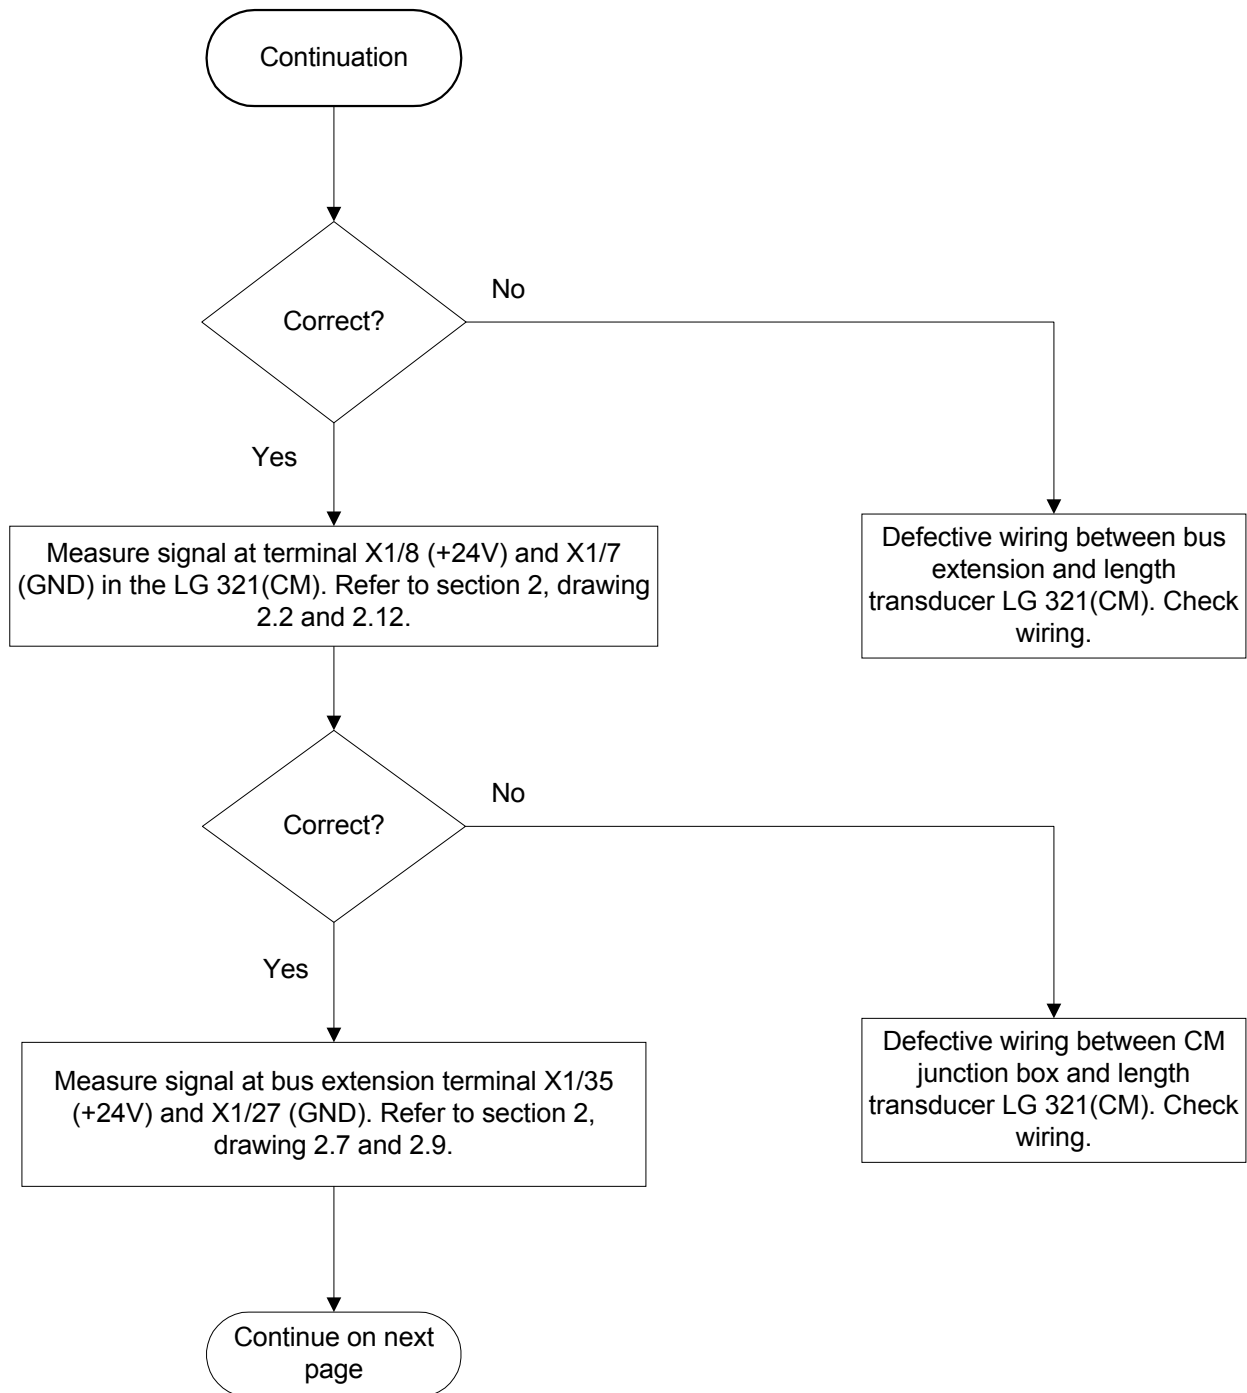 Continuation
Correct?
No
Yes
Measure signal at terminal X1/8 (+24V) and X1/7
(GND) in the LG 321(CM). Refer to section 2, drawing
2.2 and 2.12.
Defective wiring between bus
extension and length
transducer LG 321(CM). Check
wiring.
Correct?
No
Yes
Measure signal at bus extension terminal X1/35
(+24V) and X1/27 (GND). Refer to section 2,
drawing 2.7 and 2.9.
Defective wiring between CM
junction box and length
transducer LG 321(CM). Check
wiring.
Continue on next
page